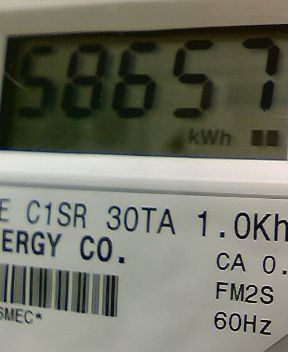 58657
kWh
E C1SR 30TA 1.0Kh
ERGY CO.
CA 0.
FM2S
SMEC*
60Hz